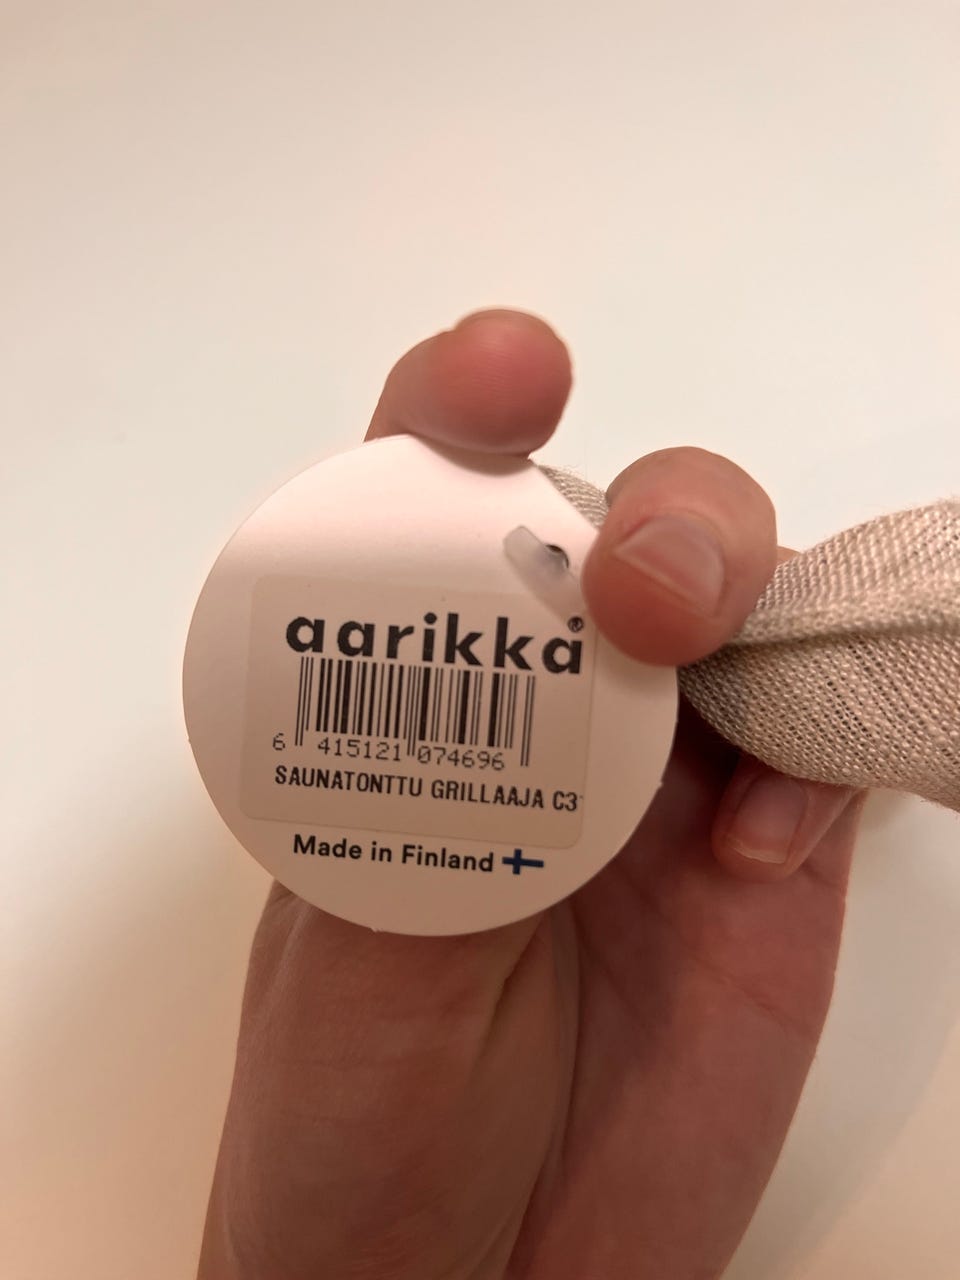 aarikka®
6 415121 074696
SAUNATONTTU GRILLAAJA C3
Made in Finland